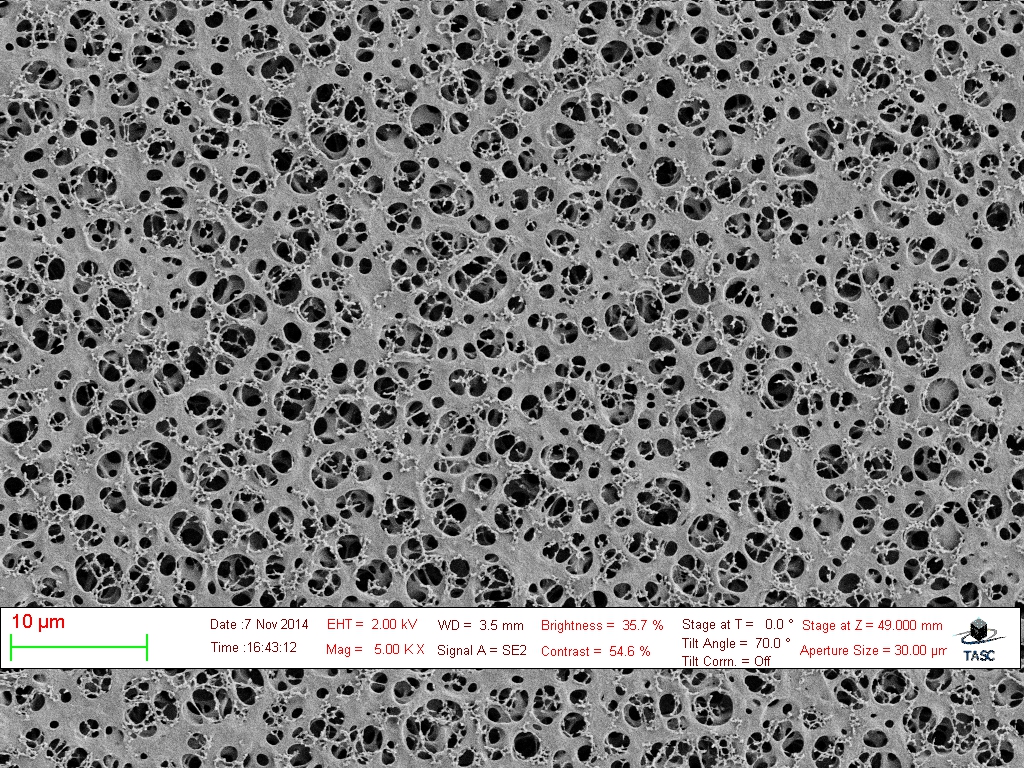 10 µm
Date :7 Nov 2014
Time :16:43:12
EHT = 2.00 kV
Mag = 5.00 K X
WD = 3.5 mm
Signal A = SE2
Brightness = 35.7 %
Contrast = 54.6 %
Stage at T = 0.0 °
Tilt Angle = 70.0 °
Tilt Corrn. = Off
Stage at Z = 49.000 mm
Aperture Size = 30.00 µm
TASC